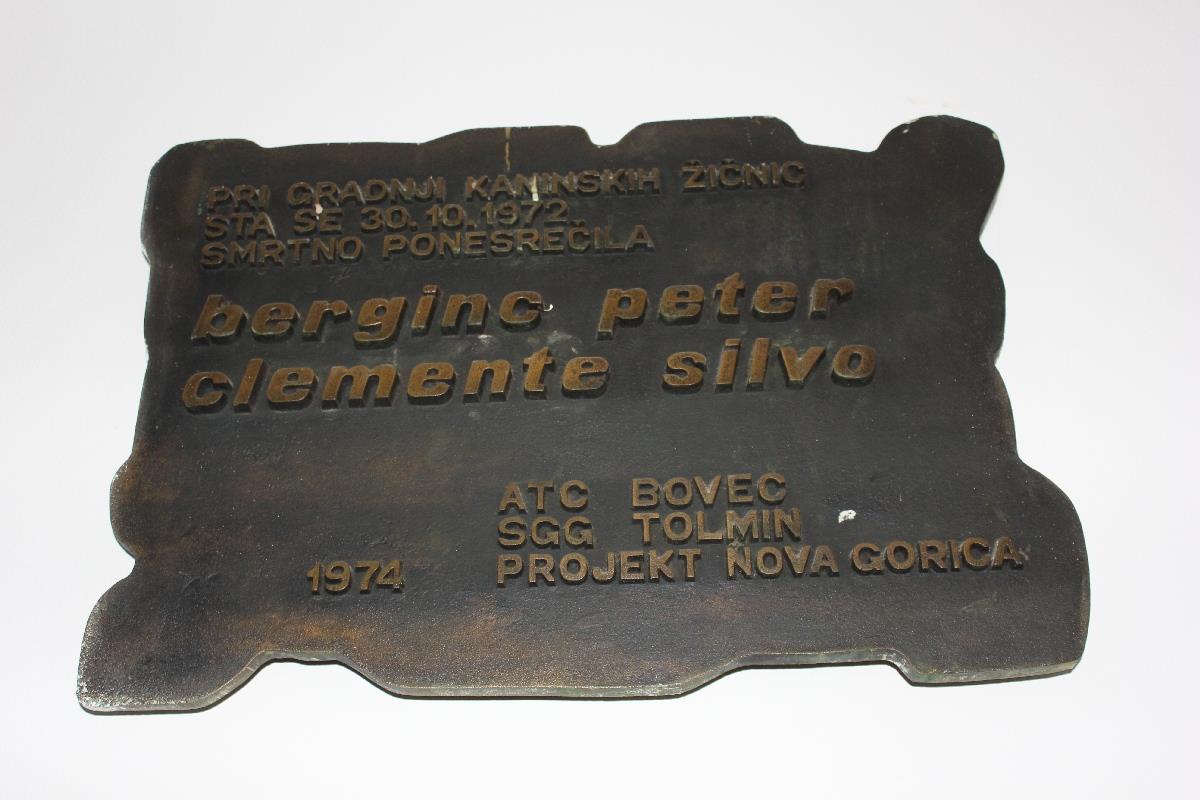 PRI GRADNJI KANINSKIH ŽIČNIC
STA SE 30.10.1972
SMRTNO PONESREČILA
berginc peter
clemente silvo
ATC BOVEC
SGG TOLMIN
1974 PROJEKT NOVA GORICA